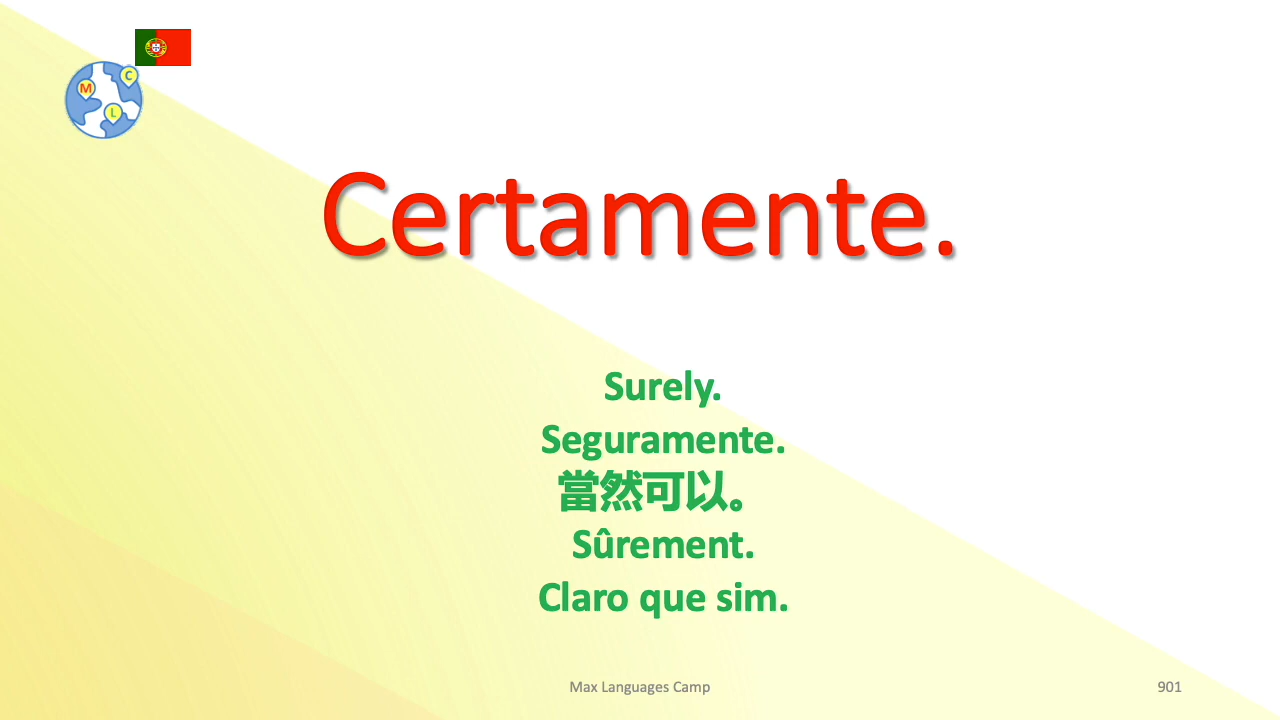 C
M
L
Certamente.
Surely.
Seguramente.
當然可以。
Sûrement.
Claro que sim.
Max Languages Camp
901